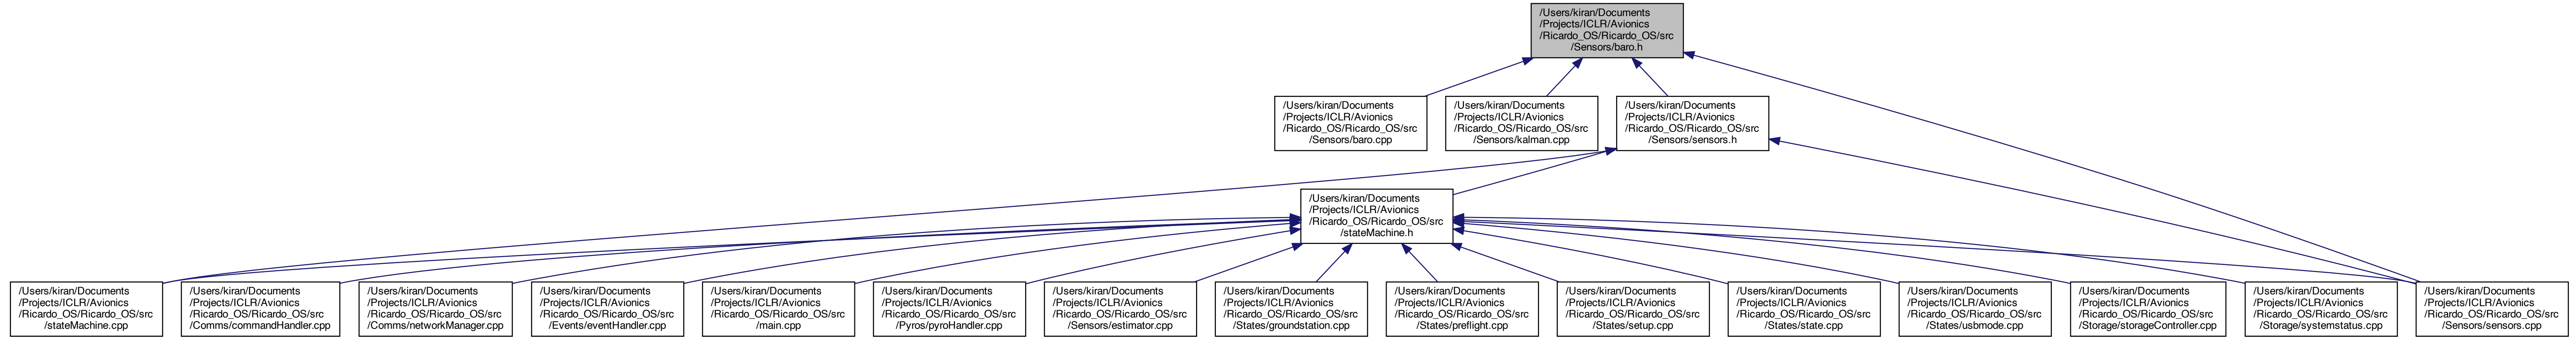 /Users/kiran/Documents
/Projects/ICLR/Avionics
/Ricardo_OS/Ricardo_OS/src
/Sensors/baro.h
/Users/kiran/Documents
/Projects/ICLR/Avionics
/Ricardo_OS/Ricardo_OS/src
/Sensors/baro.cpp
/Users/kiran/Documents
/Projects/ICLR/Avionics
/Ricardo_OS/Ricardo_OS/src
/Sensors/kalman.cpp
/Users/kiran/Documents
/Projects/ICLR/Avionics
/Ricardo_OS/Ricardo_OS/src
/Sensors/sensors.h
/Users/kiran/Documents
/Projects/ICLR/Avionics
/Ricardo_OS/Ricardo_OS/src
/stateMachine.h
/Users/kiran/Documents
/Projects/ICLR/Avionics
/Ricardo_OS/Ricardo_OS/src
/stateMachine.cpp
/Users/kiran/Documents
/Projects/ICLR/Avionics
/Ricardo_OS/Ricardo_OS/src
/Comms/commandHandler.cpp
/Users/kiran/Documents
/Projects/ICLR/Avionics
/Ricardo_OS/Ricardo_OS/src
/Comms/networkManager.cpp
/Users/kiran/Documents
/Projects/ICLR/Avionics
/Ricardo_OS/Ricardo_OS/src
/Events/eventHandler.cpp
/Users/kiran/Documents
/Projects/ICLR/Avionics
/Ricardo_OS/Ricardo_OS/src
/main.cpp
/Users/kiran/Documents
/Projects/ICLR/Avionics
/Ricardo_OS/Ricardo_OS/src
/Pyros/pyroHandler.cpp
/Users/kiran/Documents
/Projects/ICLR/Avionics
/Ricardo_OS/Ricardo_OS/src
/Sensors/estimator.cpp
/Users/kiran/Documents
/Projects/ICLR/Avionics
/Ricardo_OS/Ricardo_OS/src
/States/groundstation.cpp
/Users/kiran/Documents
/Projects/ICLR/Avionics
/Ricardo_OS/Ricardo_OS/src
/States/preflight.cpp
/Users/kiran/Documents
/Projects/ICLR/Avionics
/Ricardo_OS/Ricardo_OS/src
/States/setup.cpp
/Users/kiran/Documents
/Projects/ICLR/Avionics
/Ricardo_OS/Ricardo_OS/src
/States/state.cpp
/Users/kiran/Documents
/Projects/ICLR/Avionics
/Ricardo_OS/Ricardo_OS/src
/States/usbmode.cpp
/Users/kiran/Documents
/Projects/ICLR/Avionics
/Ricardo_OS/Ricardo_OS/src
/Storage/storageController.cpp
/Users/kiran/Documents
/Projects/ICLR/Avionics
/Ricardo_OS/Ricardo_OS/src
/Storage/systemstatus.cpp
/Users/kiran/Documents
/Projects/ICLR/Avionics
/Ricardo_OS/Ricardo_OS/src
/Sensors/sensors.cpp